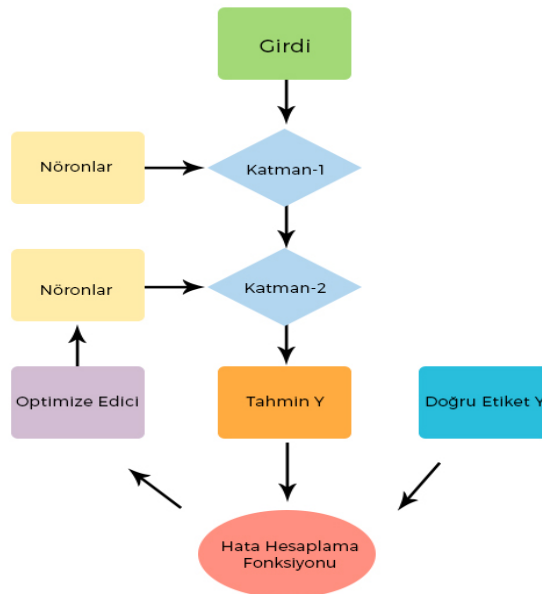 Girdi
Nöronlar
Katman-1
Nöronlar
Katman-2
Optimize Edici
Tahmin Y
Doğru Etiket Y
Hata Hesaplama
Fonksiyonu